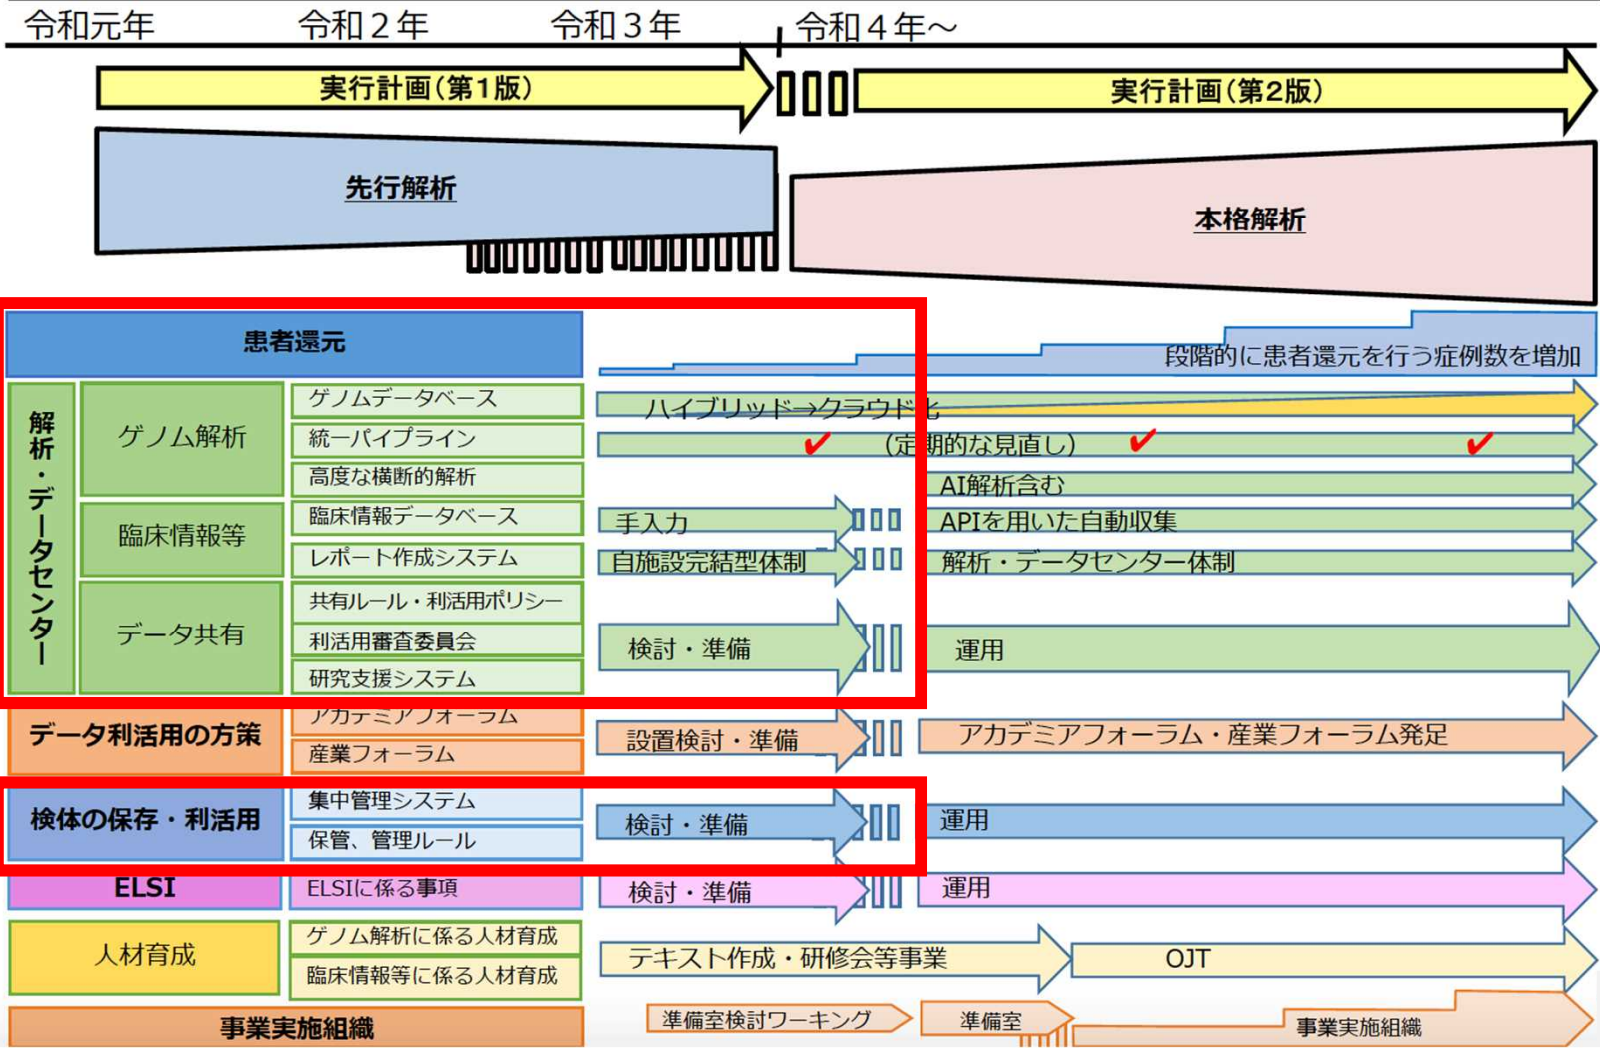 令和元年
令和２年
令和３年
令和４年～
実行計画(第1版)
実行計画(第2版)
先行解析
本格解析
患者還元
段階的に患者還元を行う症例数を増加
解析・データセンター
ゲノム解析
ゲノムデータベース
ハイブリッド→クラウド化
統一パイプライン
(定期的な見直し)
高度な横断的解析
AI解析含む
臨床情報等
臨床情報データベース
手入力
APIを用いた自動収集
レポート作成システム
自施設完結型体制
解析・データセンター体制
データ共有
共有ルール・利活用ポリシー
利活用審査委員会
研究支援システム
検討・準備
運用
データ利活用の方策
アカデミアフォーラム
産業フォーラム
設置検討・準備
アカデミアフォーラム・産業フォーラム発足
検体の保存・利活用
集中管理システム
保管、管理ルール
検討・準備
運用
ELSI
ELSIに係る事項
検討・準備
運用
人材育成
ゲノム解析に係る人材育成
臨床情報等に係る人材育成
テキスト作成・研修会等事業
OJT
事業実施組織
準備室検討ワーキング
準備室
事業実施組織